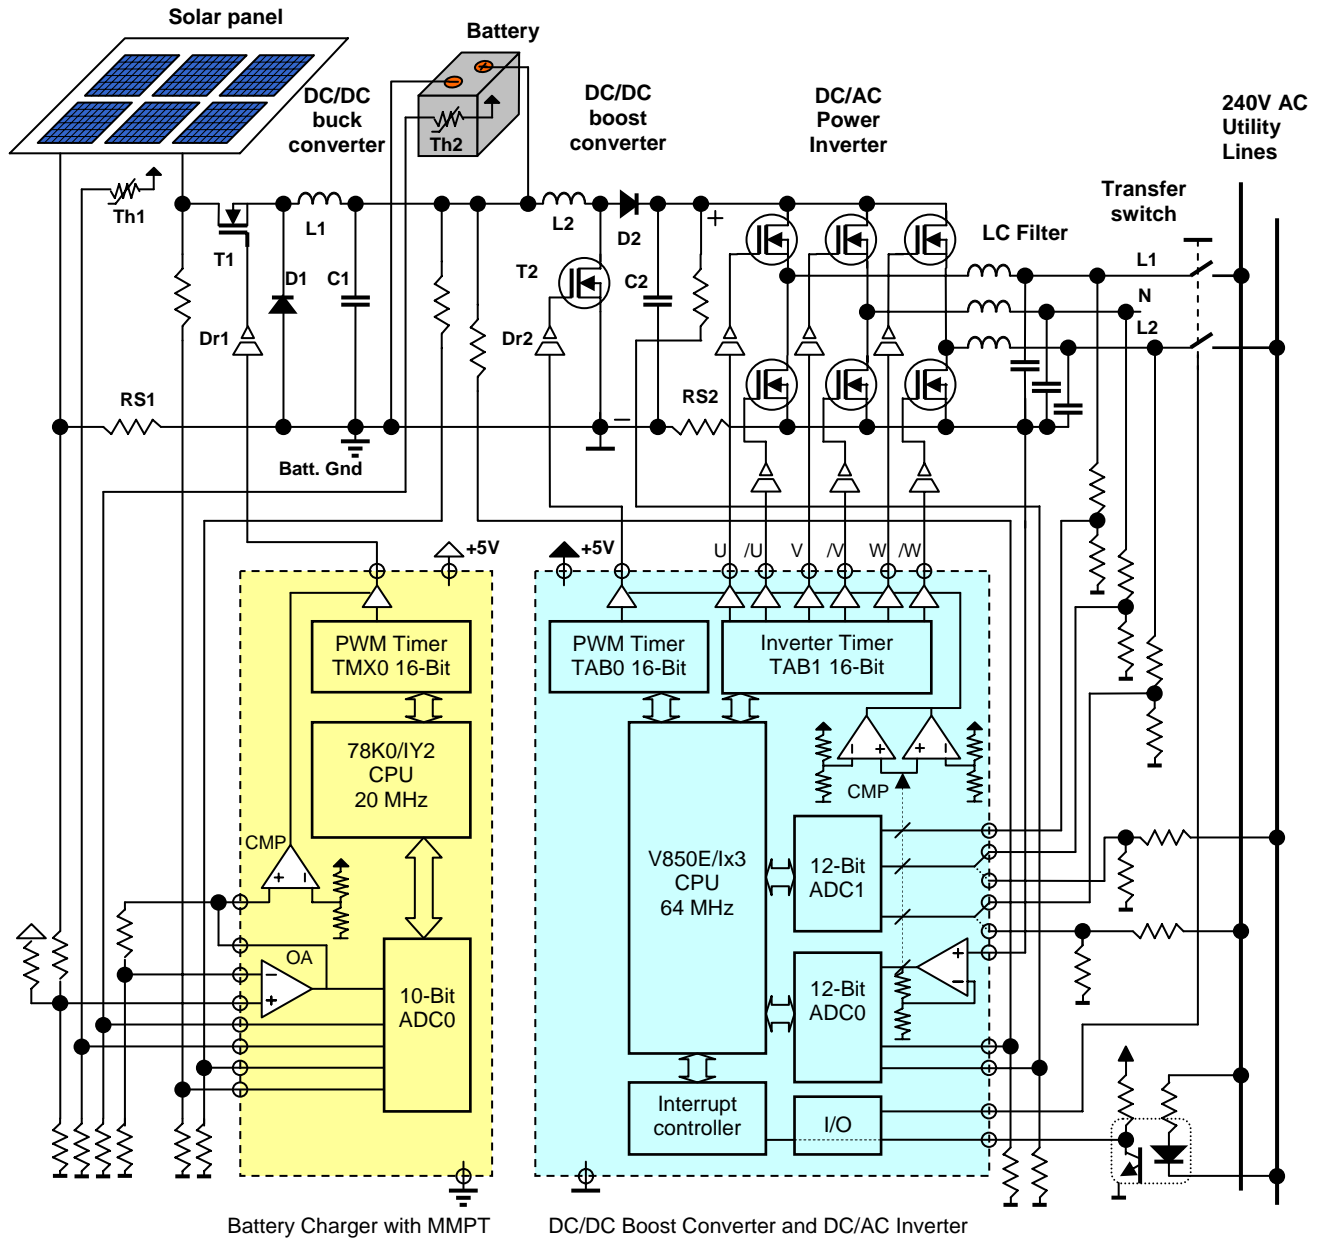 Solar panel
Battery
DC/DC
buck
converter
DC/DC
boost
converter
DC/AC
Power
Inverter
240V AC
Utility
Lines
Th2
Th1
Transfer
switch
L1
L2
D2
+
LC Filter
T1
T2
D1
C1
C2
L1
N
L2
Dr1
Dr2
RS1
RS2
−
Batt. Gnd
+5V
+5V
U
/U
V
/V
W
/W
PWM Timer
TMX0 16-Bit
PWM Timer
TAB0 16-Bit
Inverter Timer
TAB1 16-Bit
78K0/IY2
CPU
20 MHz
CMP
+
−
−
+
+
−
CMP
V850E/Ix3
CPU
64 MHz
12-Bit
ADC1
OA
−
+
10-Bit
ADC0
12-Bit
ADC0
+
−
Interrupt
controller
I/O
Battery Charger with MMPT
DC/DC Boost Converter and DC/AC Inverter